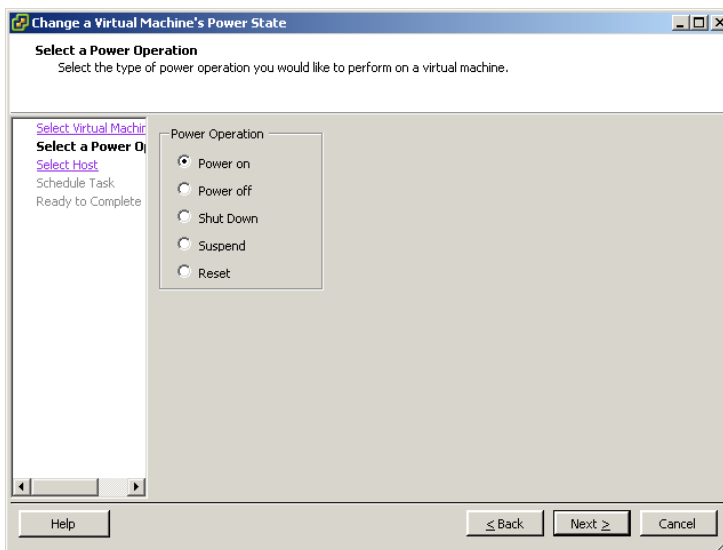 Change a Virtual Machine's Power State
Select a Power Operation
Select the type of power operation you would like to perform on a virtual machine.
Select Virtual Machin
Select a Power Op
Select Host
Schedule Task
Ready to Complete
Power Operation
Power on
Power off
Shut Down
Suspend
Reset
Help
< Back
Next >
Cancel